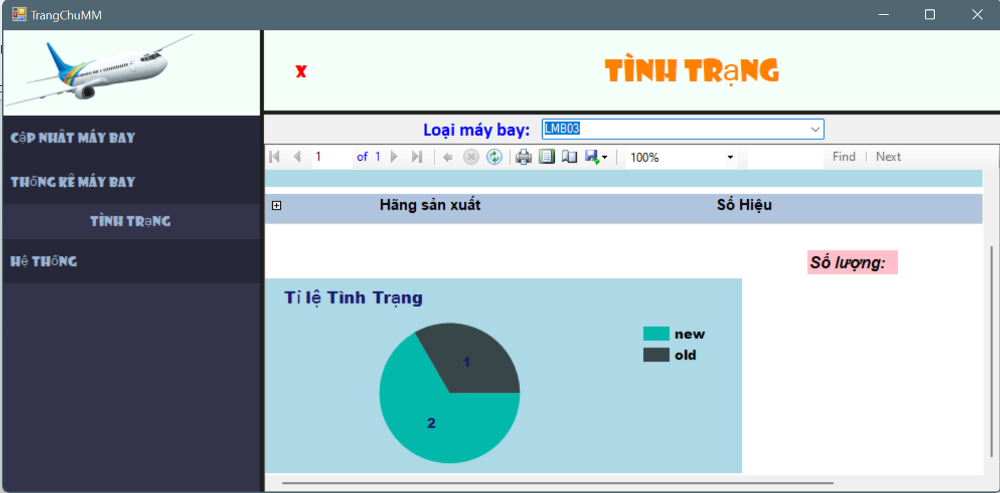 TrangChuMM
X
TÌNH TRẠNG
CẬP NHÂT MÁY BAY
THỐNG KÊ MÁY BAY
TÌNH TRẠNG
HỆ THỐNG
Loại máy bay: LMB03
1 of 1 100% Find | Next
Hãng sản xuất Số Hiệu
Số lượng:
Tỉ lệ Tình Trạng
new
old
1
2